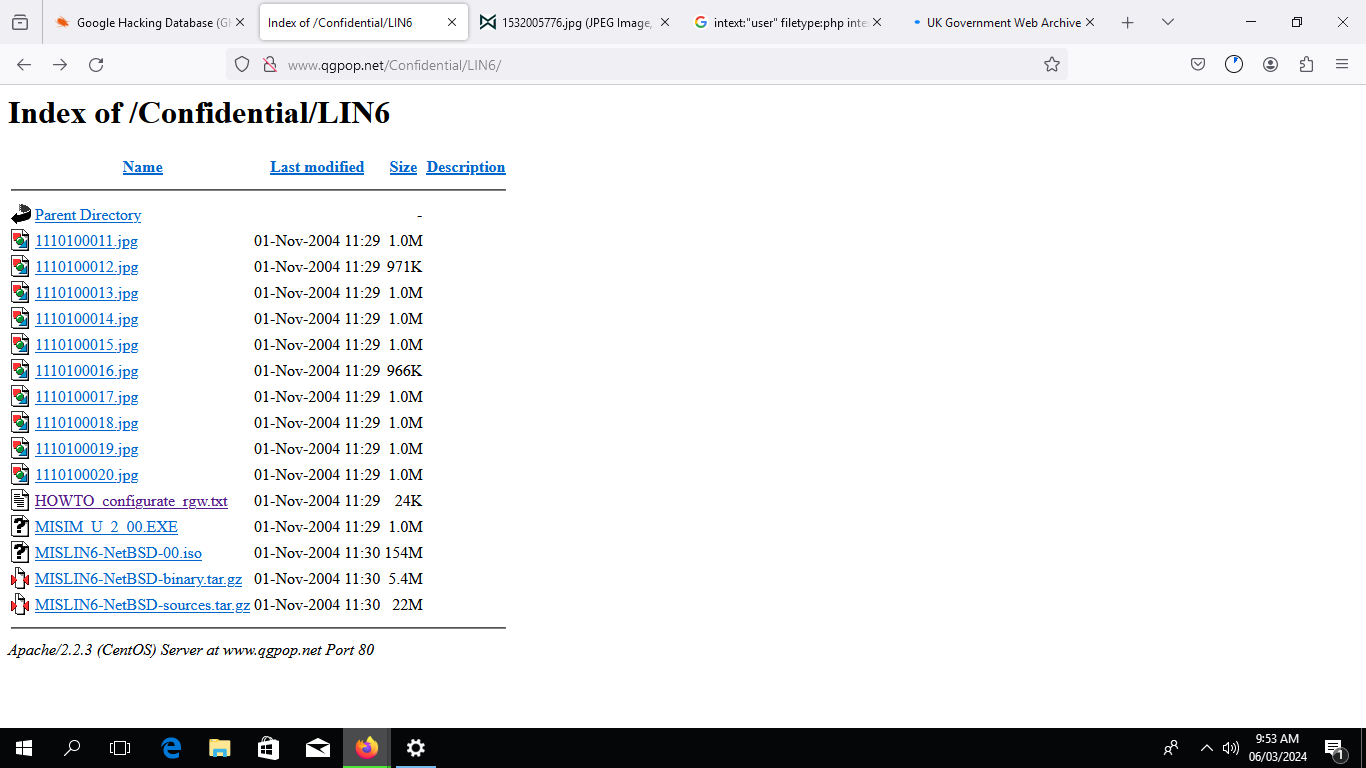 Google Hacking Database (GH
Index of /Confidential/LIN6
1532005776.jpg (JPEG Image,
intext:"user" filetype:php inte
UK Government Web Archive
www.qgpop.net/Confidential/LIN6/
Index of /Confidential/LIN6
Name Last modified Size Description
Parent Directory -
1110100011.jpg 01-Nov-2004 11:29 1.0M
1110100012.jpg 01-Nov-2004 11:29 971K
1110100013.jpg 01-Nov-2004 11:29 1.0M
1110100014.jpg 01-Nov-2004 11:29 1.0M
1110100015.jpg 01-Nov-2004 11:29 1.0M
1110100016.jpg 01-Nov-2004 11:29 966K
1110100017.jpg 01-Nov-2004 11:29 1.0M
1110100018.jpg 01-Nov-2004 11:29 1.0M
1110100019.jpg 01-Nov-2004 11:29 1.0M
1110100020.jpg 01-Nov-2004 11:29 1.0M
HOWTO_configurate_rgw.txt 01-Nov-2004 11:29 24K
MISIM_U_2_00.EXE 01-Nov-2004 11:29 1.0M
MISLIN6-NetBSD-00.iso 01-Nov-2004 11:30 154M
MISLIN6-NetBSD-binary.tar.gz 01-Nov-2004 11:30 5.4M
MISLIN6-NetBSD-sources.tar.gz 01-Nov-2004 11:30 22M
Apache/2.2.3 (CentOS) Server at www.qgpop.net Port 80
9:53 AM
06/03/2024
1